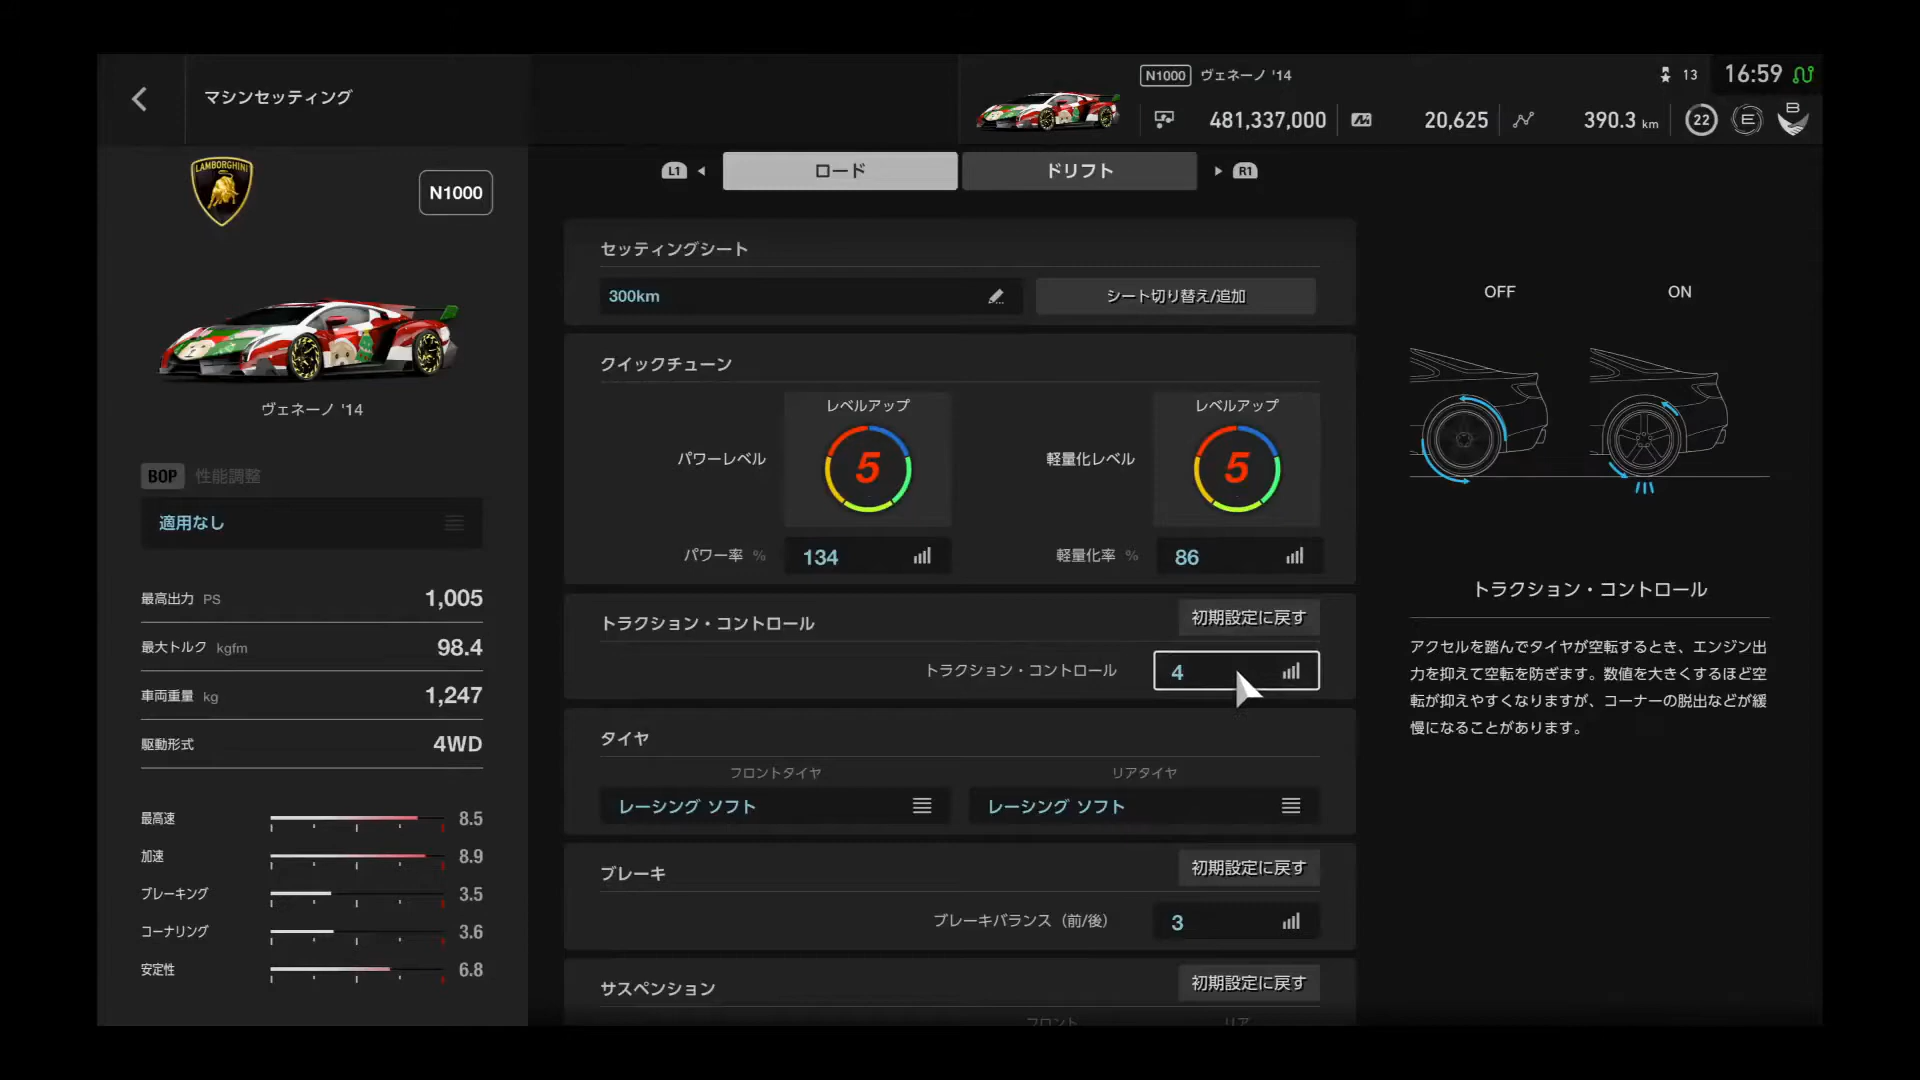 マシンセッティング
N1000 ヴェネーノ '14
13 16:59
481,337,000 20,625 390.3 km 22 E B
LAMBORGHINI
N1000
ヴェネーノ '14
BOP 性能調整
適用なし
最高出力 PS 1,005
最大トルク kgfm 98.4
車両重量 kg 1,247
駆動形式 4WD
最高速 8.5
加速 8.9
ブレーキング 3.5
コーナリング 3.6
安定性 6.8
L1 ロード ドリフト R1
セッティングシート
300km シート切り替え/追加
クイックチューン
レベルアップ レベルアップ
パワーレベル 5 軽量化レベル 5
パワー率 % 134 軽量化率 % 86
トラクション・コントロール 初期設定に戻す
トラクション・コントロール 4
タイヤ
フロントタイヤ リアタイヤ
レーシング ソフト レーシング ソフト
ブレーキ 初期設定に戻す
ブレーキバランス（前/後） 3
サスペンション 初期設定に戻す
フロント リア
OFF ON
トラクション・コントロール
アクセルを踏んでタイヤが空転するとき、エンジン出
力を抑えて空転を防ぎます。数値を大きくするほど空
転が抑えやすくなりますが、コーナーの脱出などが緩
慢になることがあります。